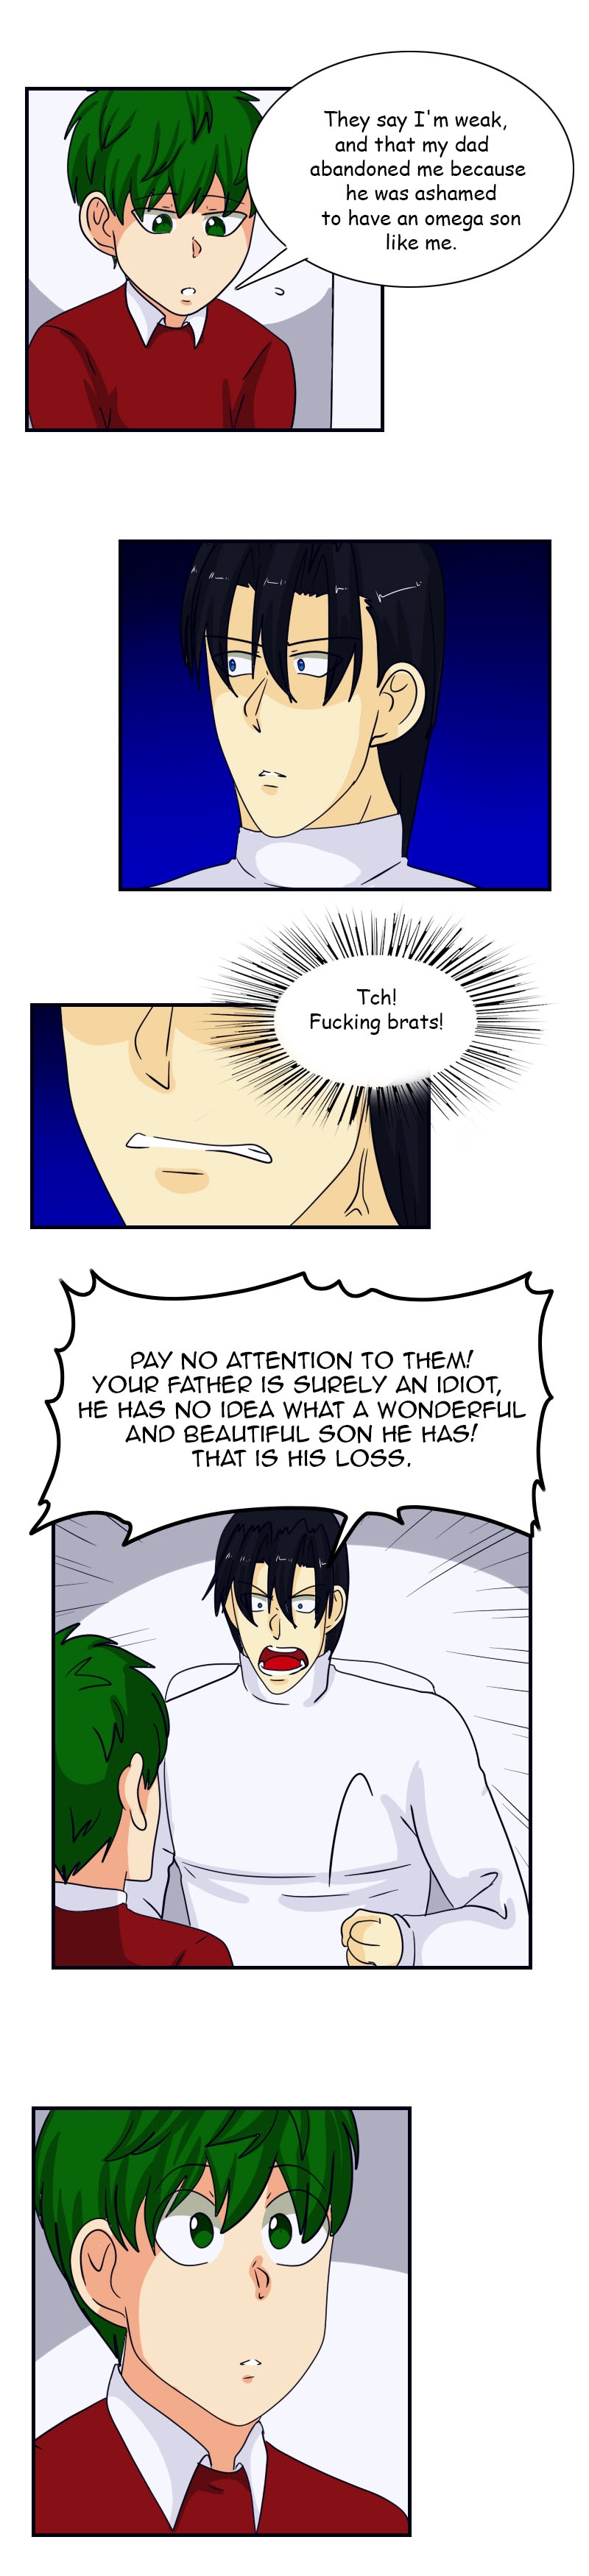 They say I'm weak,
and that my dad
abandoned me because
he was ashamed
to have an omega son
like me.
Tch!
Fucking brats!
PAY NO ATTENTION TO THEM!
YOUR FATHER IS SURELY AN IDIOT,
HE HAS NO IDEA WHAT A WONDERFUL
AND BEAUTIFUL SON HE HAS!
THAT IS HIS LOSS.